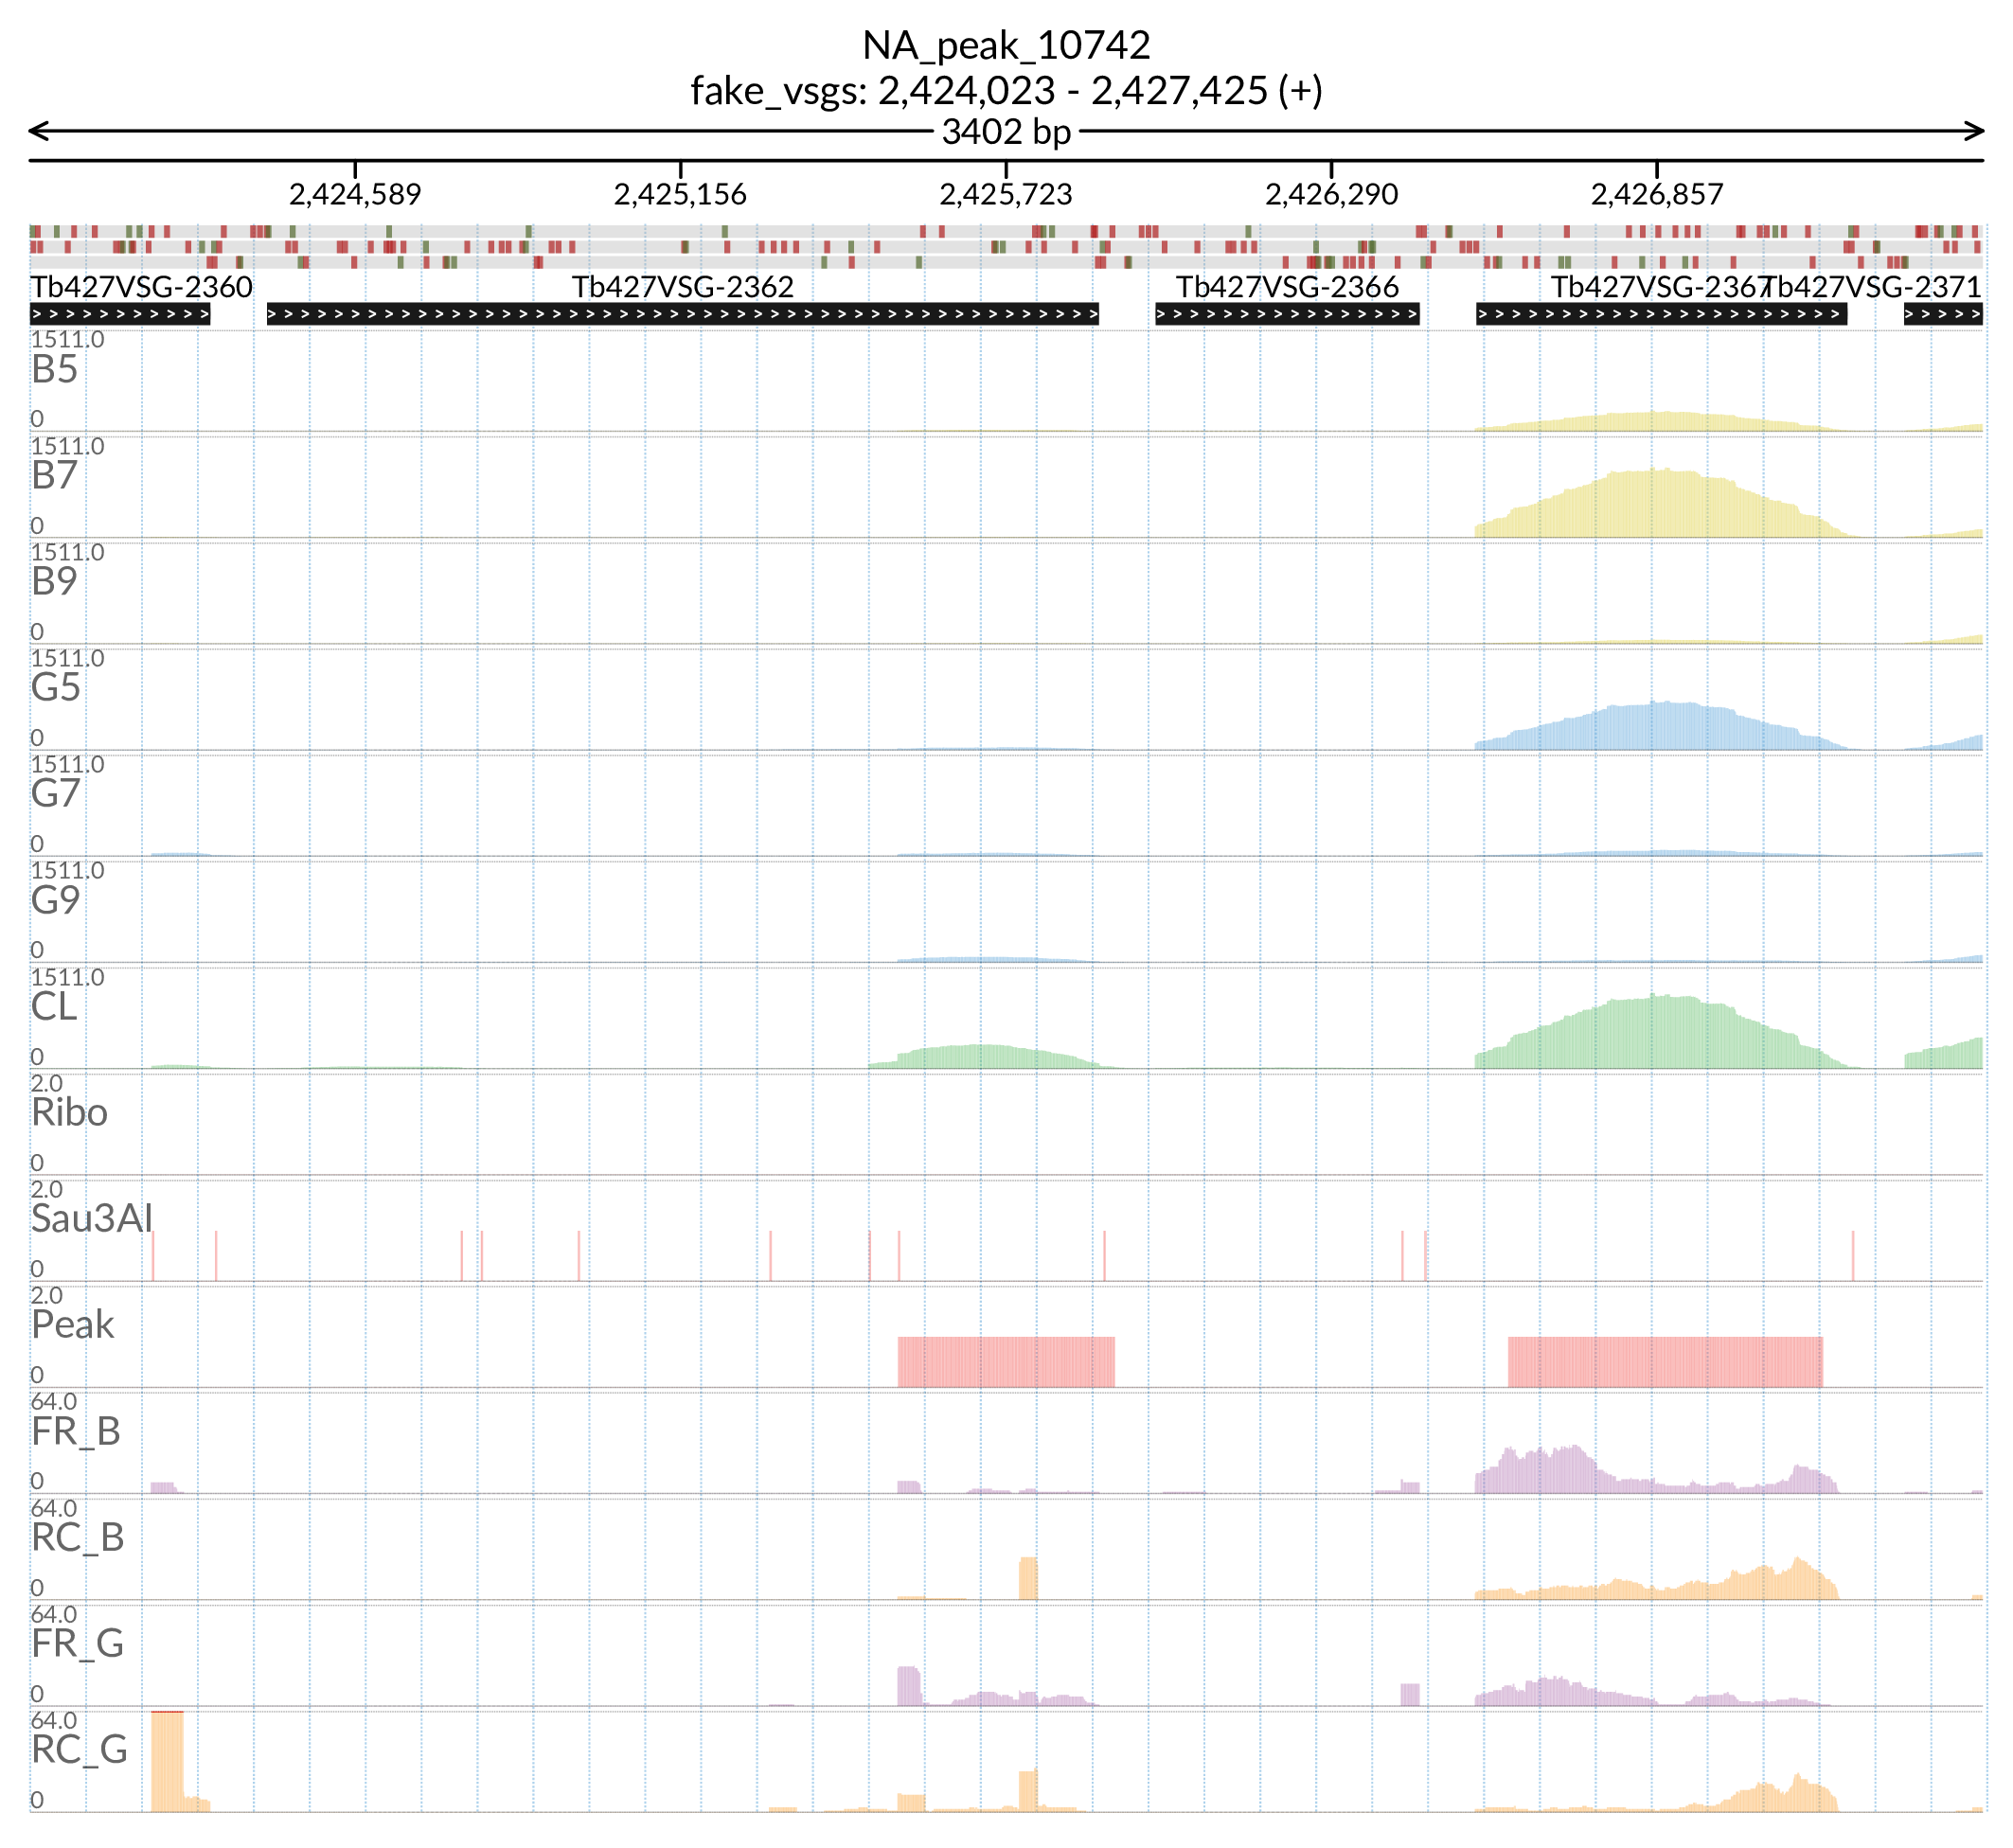 NA_peak_10742
fake_vsgs: 2,424,023 - 2,427,425 (+)
3402 bp
2,424,589 2,425,156 2,425,723 2,426,290 2,426,857
Tb427VSG-2360 Tb427VSG-2362 Tb427VSG-2366 Tb427VSG-2367 Tb427VSG-2371
1511.0
B5
0
1511.0
B7
0
1511.0
B9
0
1511.0
G5
0
1511.0
G7
0
1511.0
G9
0
1511.0
CL
0
2.0
Ribo
0
2.0
Sau3AI
0
2.0
Peak
0
64.0
FR_B
0
64.0
RC_B
0
64.0
FR_G
0
64.0
RC_G
0